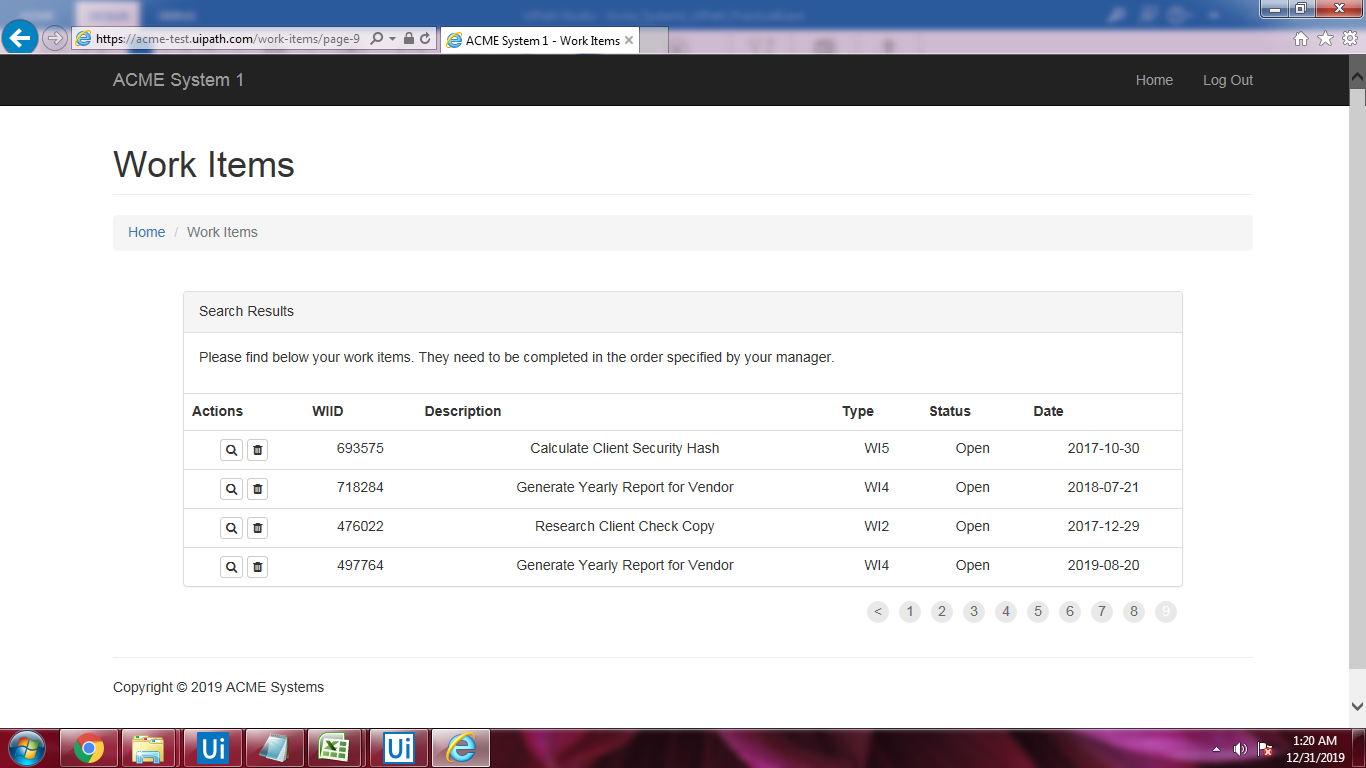 https://acme-test.uipath.com/work-items/page-9
ACME System 1 - Work Items
ACME System 1
Home
Log Out
Work Items
Home / Work Items
Search Results
Please find below your work items. They need to be completed in the order specified by your manager.
Actions WIID Description Type Status Date
693575 Calculate Client Security Hash WI5 Open 2017-10-30
718284 Generate Yearly Report for Vendor WI4 Open 2018-07-21
476022 Research Client Check Copy WI2 Open 2017-12-29
497764 Generate Yearly Report for Vendor WI4 Open 2019-08-20
< 1 2 3 4 5 6 7 8 9
Copyright © 2019 ACME Systems
Ui
Ui
1:20 AM
12/31/2019